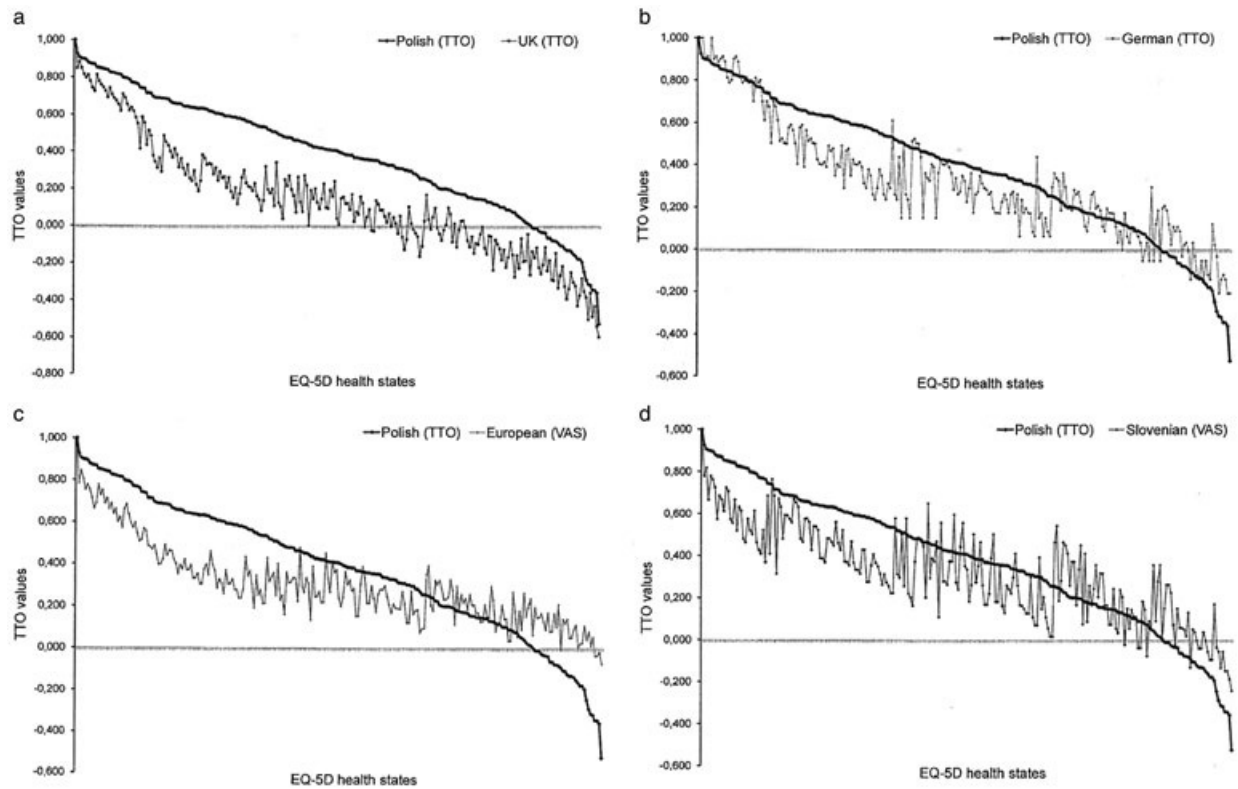 a
Polish (TTO) UK (TTO)
1,000
0,800
0,600
0,400
0,200
0,000
-0,200
-0,400
-0,600
-0,800
TTO values
EQ-5D health states
b
Polish (TTO) German (TTO)
1,000
0,800
0,600
0,400
0,200
0,000
-0,200
-0,400
-0,600
TTO values
EQ-5D health states
c
Polish (TTO) European (VAS)
1,000
0,800
0,600
0,400
0,200
0,000
-0,200
-0,400
-0,600
TTO values
EQ-5D health states
d
Polish (TTO) Slovenian (VAS)
1,000
0,800
0,600
0,400
0,200
0,000
-0,200
-0,400
-0,600
TTO values
EQ-5D health states